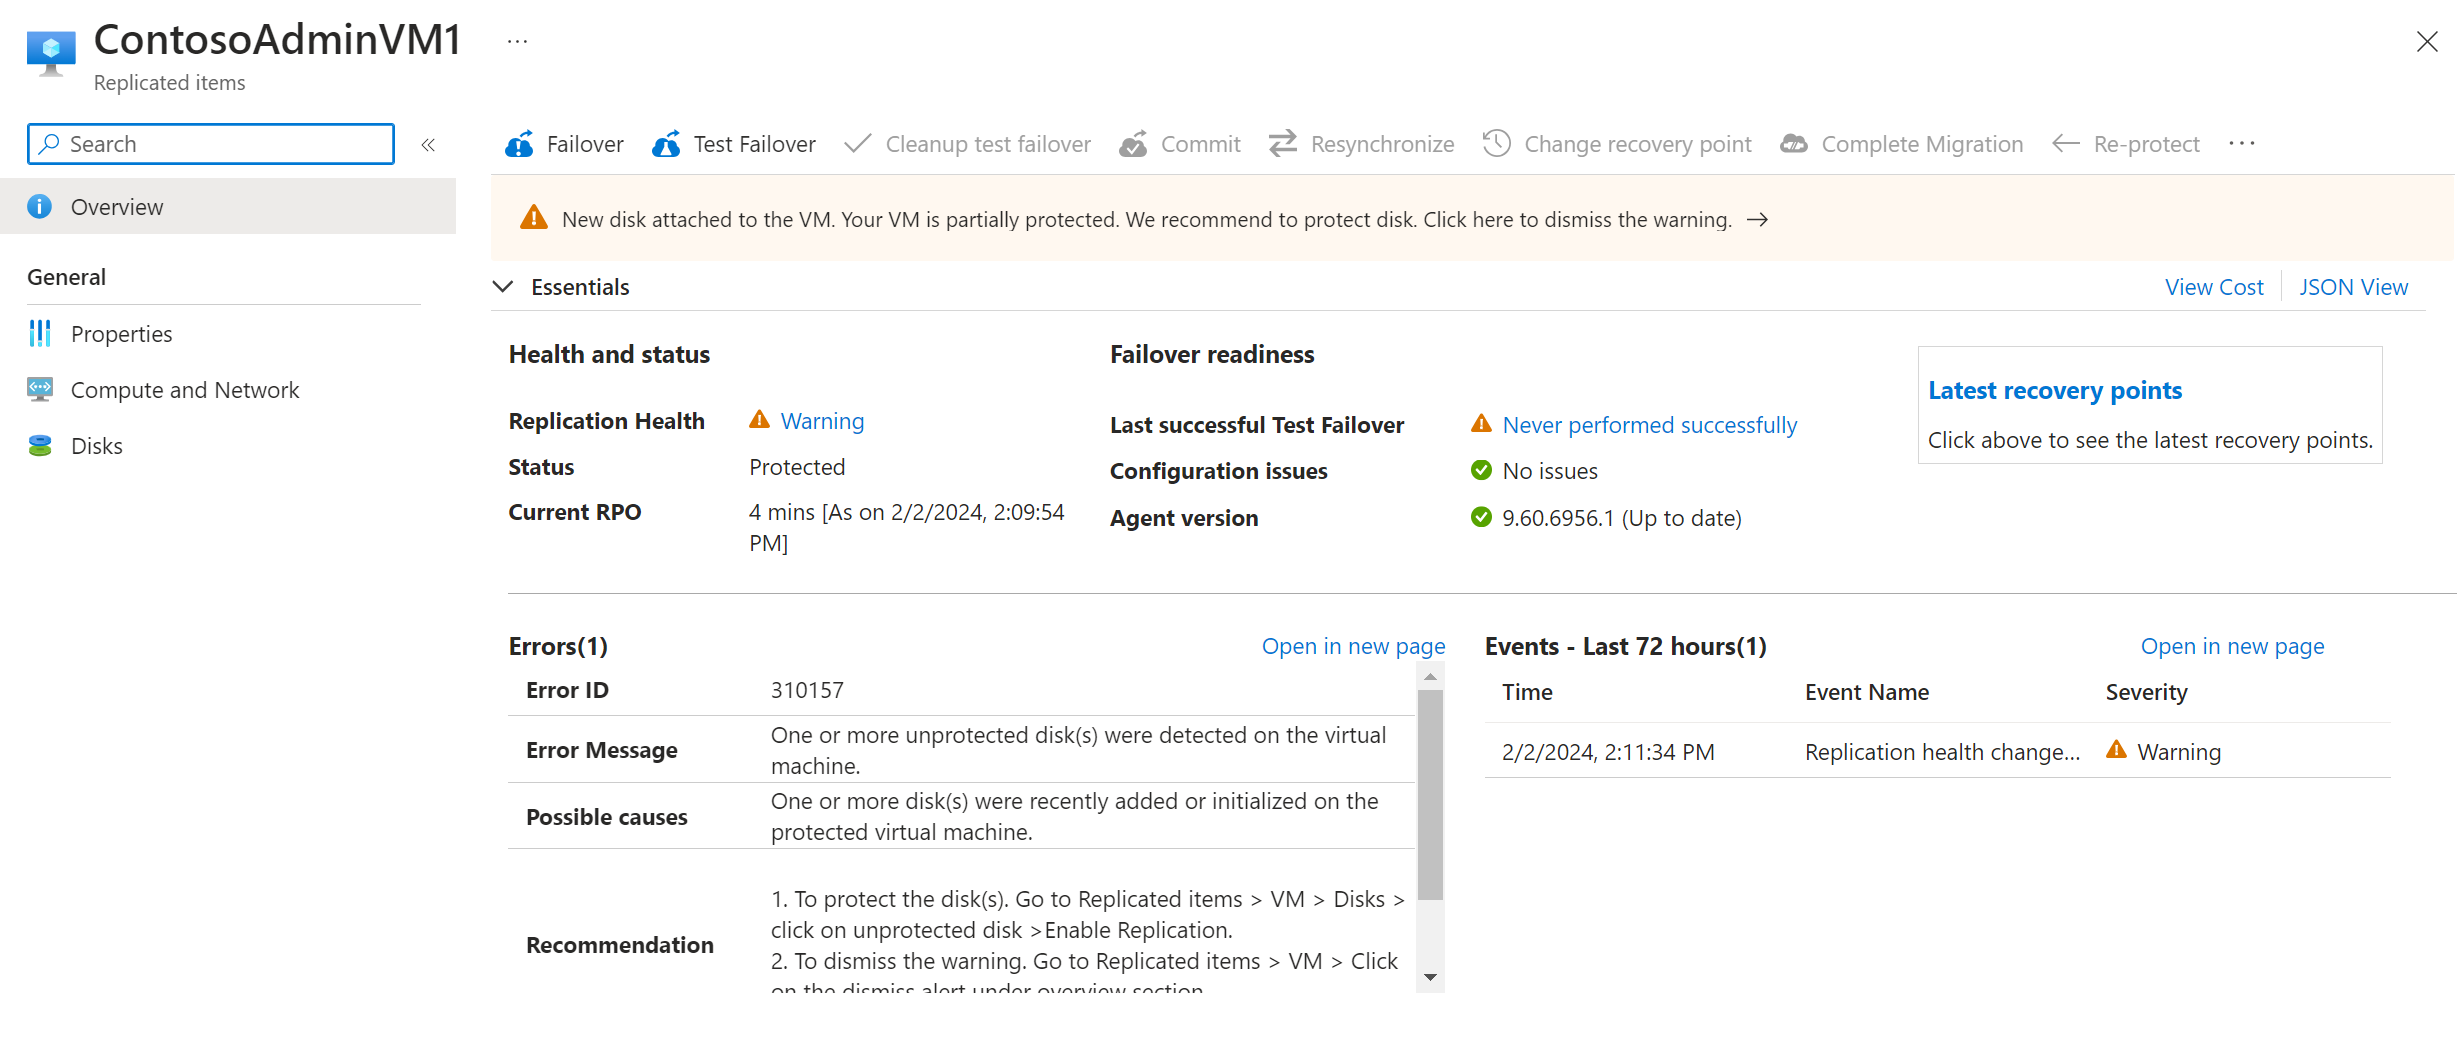 ContosoAdminVM1 ...
Replicated items
Search «
Overview
General
Properties
Compute and Network
Disks
Failover Test Failover Cleanup test failover Commit Resynchronize Change recovery point Complete Migration Re-protect ...
New disk attached to the VM. Your VM is partially protected. We recommend to protect disk. Click here to dismiss the warning. →
Essentials View Cost JSON View
Health and status
Replication Health Warning
Status Protected
Current RPO 4 mins [As on 2/2/2024, 2:09:54
PM]
Failover readiness
Last successful Test Failover Never performed successfully
Configuration issues No issues
Agent version 9.60.6956.1 (Up to date)
Latest recovery points
Click above to see the latest recovery points.
Errors(1) Open in new page
Error ID 310157
Error Message One or more unprotected disk(s) were detected on the virtual
machine.
Possible causes One or more disk(s) were recently added or initialized on the
protected virtual machine.
Recommendation
1. To protect the disk(s). Go to Replicated items > VM > Disks >
click on unprotected disk >Enable Replication.
2. To dismiss the warning. Go to Replicated items > VM > Click
on the dismiss alert under overview section
Events - Last 72 hours(1) Open in new page
Time Event Name Severity
2/2/2024, 2:11:34 PM Replication health change... Warning